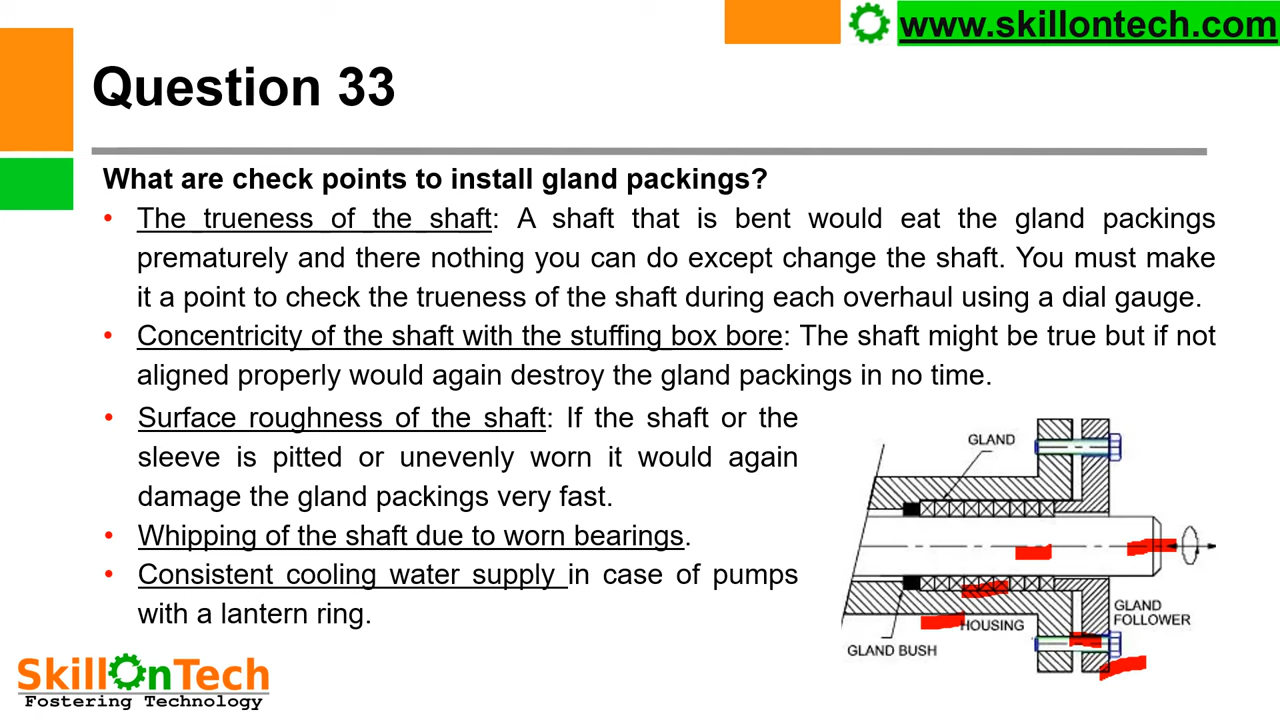 www.skillontech.com
Question 33
What are check points to install gland packings?
• The trueness of the shaft: A shaft that is bent would eat the gland packings
prematurely and there nothing you can do except change the shaft. You must make
it a point to check the trueness of the shaft during each overhaul using a dial gauge.
• Concentricity of the shaft with the stuffing box bore: The shaft might be true but if not
aligned properly would again destroy the gland packings in no time.
• Surface roughness of the shaft: If the shaft or the
sleeve is pitted or unevenly worn it would again
damage the gland packings very fast.
• Whipping of the shaft due to worn bearings.
• Consistent cooling water supply in case of pumps
with a lantern ring.
GLAND
GLAND
FOLLOWER
HOUSING
GLAND BUSH
SkillOnTech
Fostering Technology